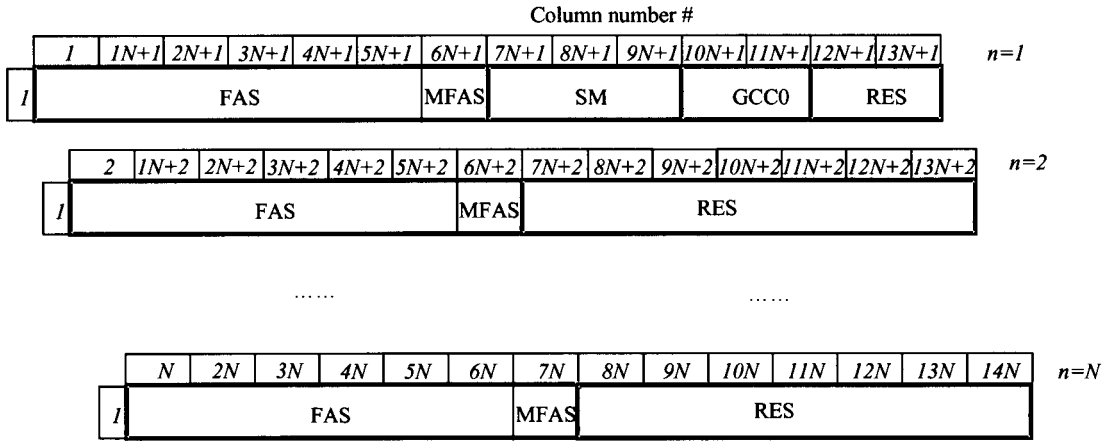 Column number #
1 1N+1 2N+1 3N+1 4N+1 5N+1 6N+1 7N+1 8N+1 9N+1 10N+1 11N+1 12N+1 13N+1 n=1
1 FAS MFAS SM GCC0 RES
2 1N+2 2N+2 3N+2 4N+2 5N+2 6N+2 7N+2 8N+2 9N+2 10N+2 11N+2 12N+2 13N+2 n=2
1 FAS MFAS RES
...... ......
N 2N 3N 4N 5N 6N 7N 8N 9N 10N 11N 12N 13N 14N n=N
1 FAS MFAS RES